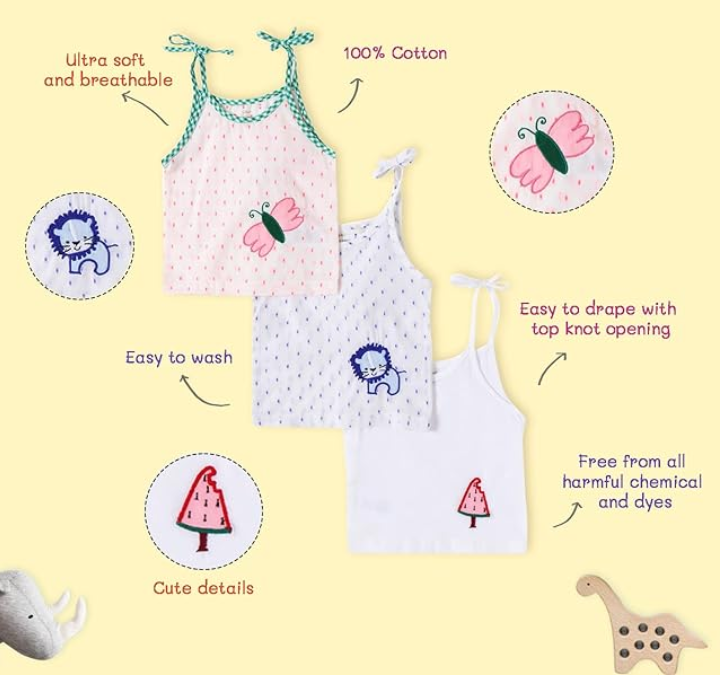 Ultra soft
and breathable
100% Cotton
Easy to drape with
top knot opening
Easy to wash
Free from all
harmful chemical
and dyes
Cute details